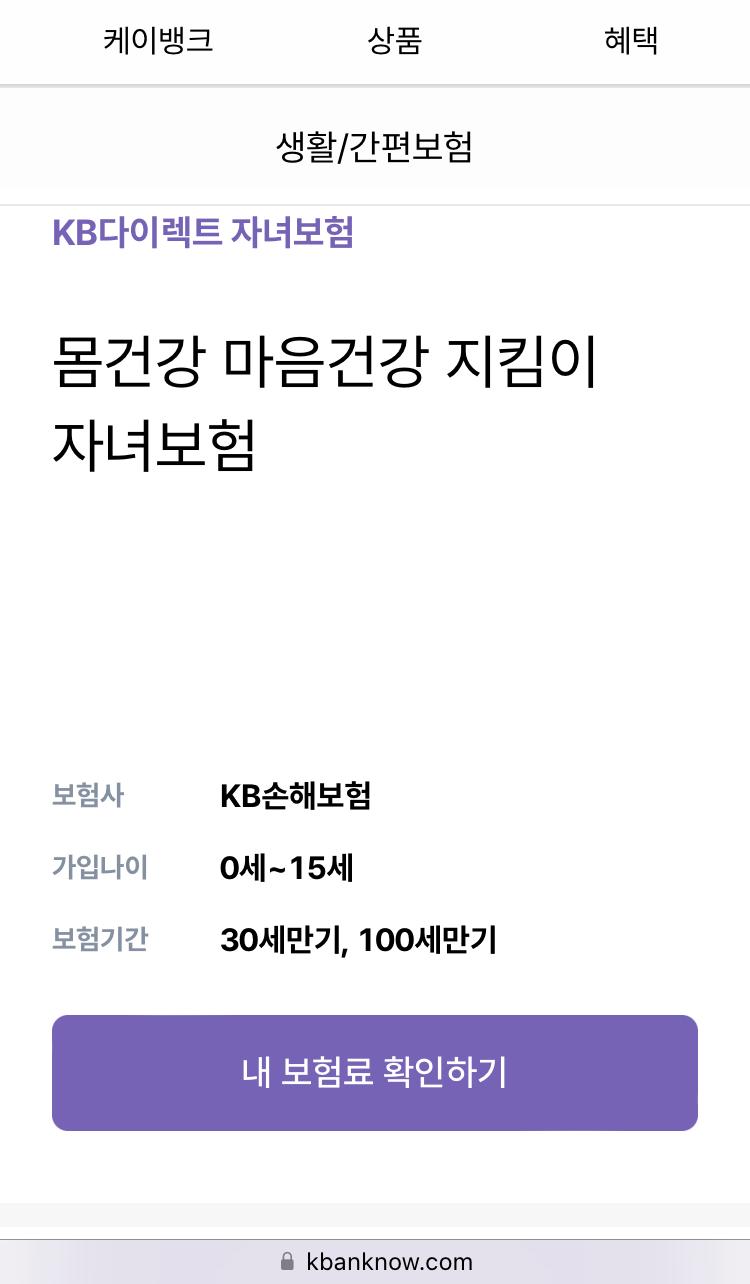 케이뱅크 상품 혜택
생활/간편보험
KB다이렉트 자녀보험
몸건강 마음건강 지킴이
자녀보험
보험사 KB손해보험
가입나이 0세~15세
보험기간 30세만기, 100세만기
내 보험료 확인하기
kbanknow.com